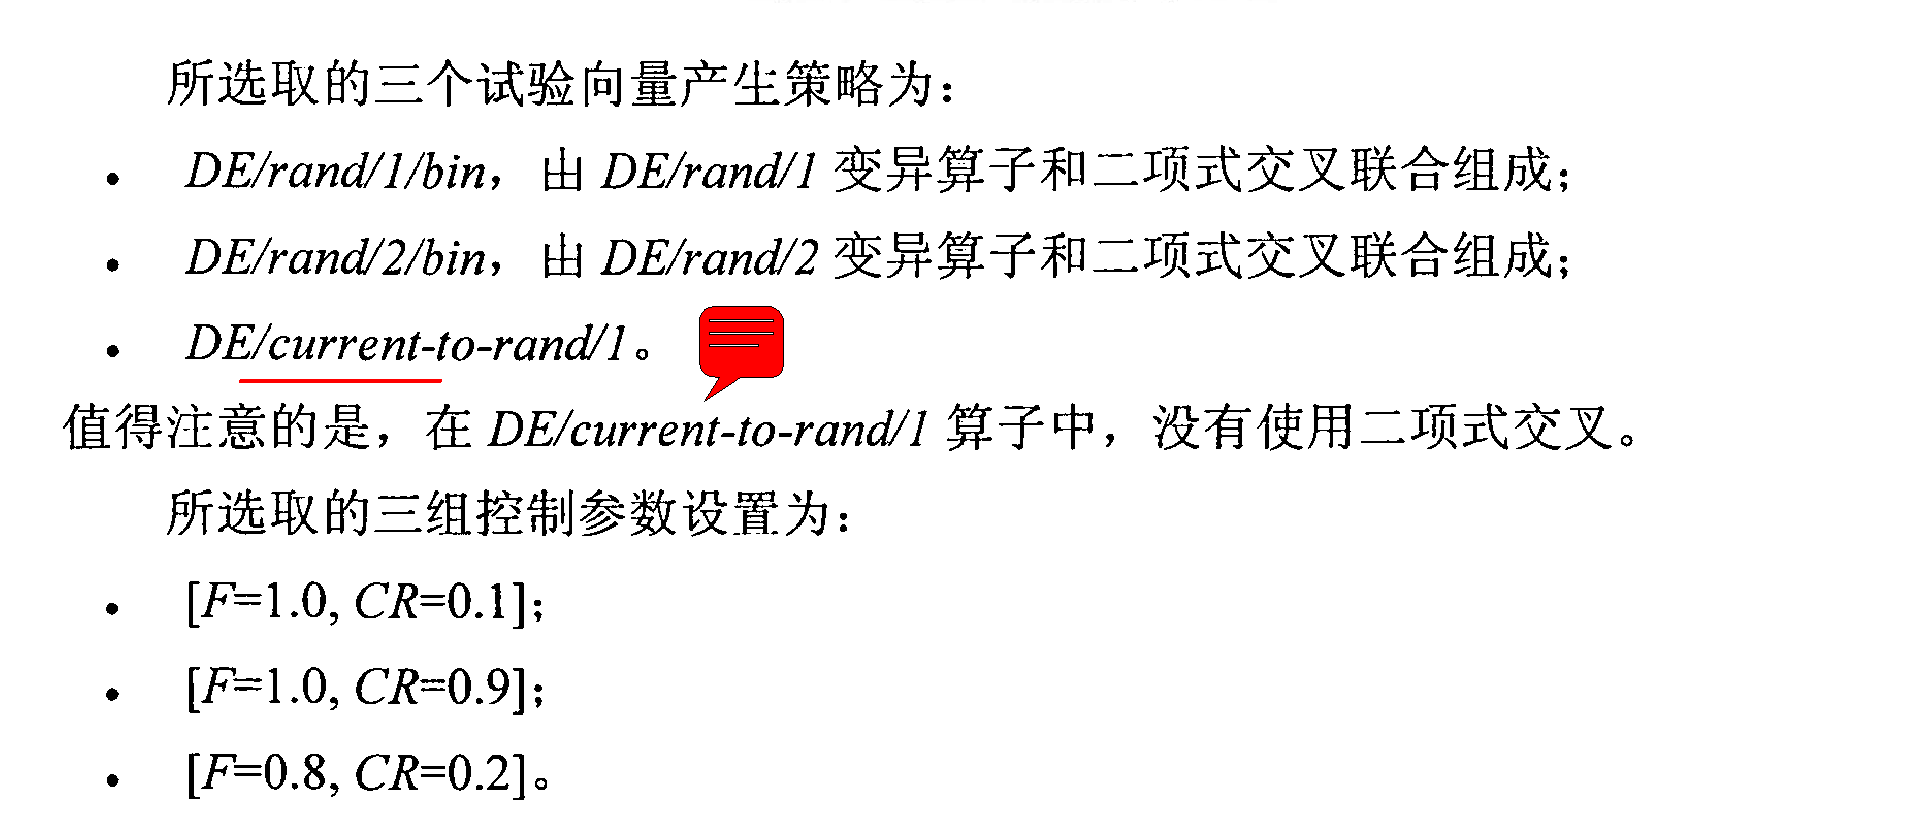 所选取的三个试验向量产生策略为：
• DE/rand/1/bin，由 DE/rand/1 变异算子和二项式交叉联合组成；
• DE/rand/2/bin，由 DE/rand/2 变异算子和二项式交叉联合组成；
• DE/current-to-rand/1。
值得注意的是，在 DE/current-to-rand/1 算子中，没有使用二项式交叉。
所选取的三组控制参数设置为：
• [F=1.0, CR=0.1]；
• [F=1.0, CR=0.9]；
• [F=0.8, CR=0.2]。